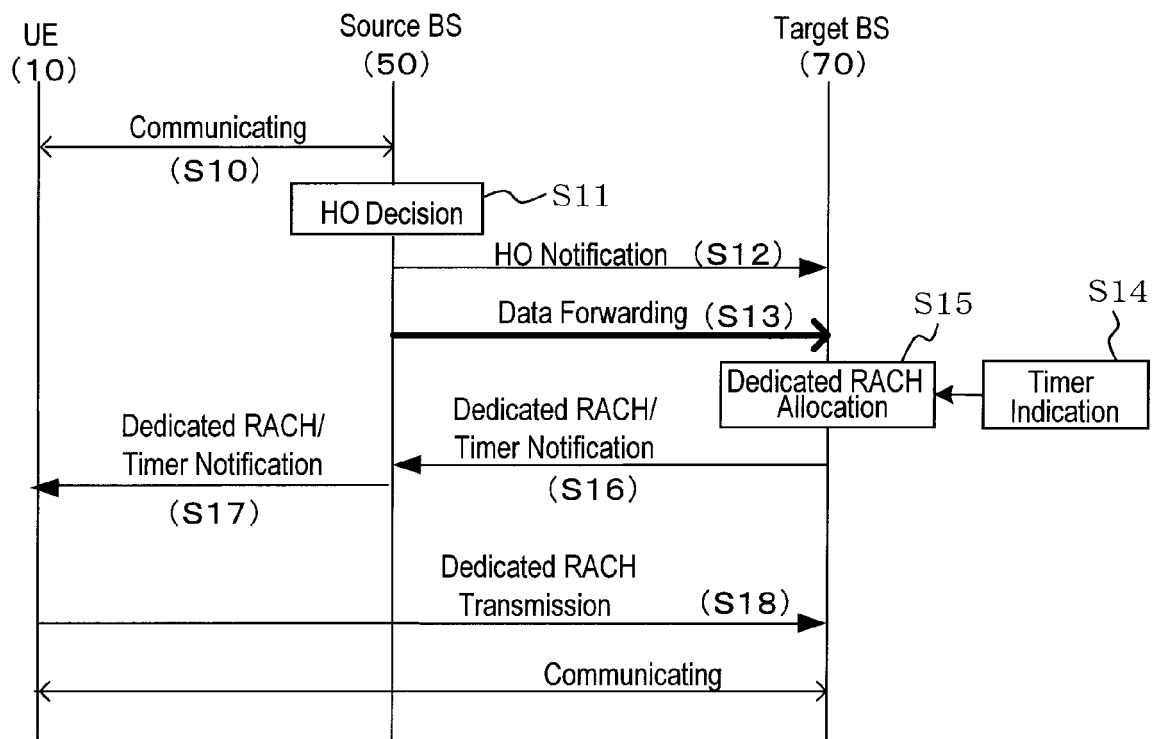 UE
(10)
Source BS
(50)
Target BS
(70)
Communicating
(S10)
HO Decision
S11
HO Notification (S12)
Data Forwarding (S13)
S15
S14
Dedicated RACH
Allocation
Timer
Indication
Dedicated RACH/
Timer Notification
(S16)
Dedicated RACH/
Timer Notification
(S17)
Dedicated RACH
Transmission (S18)
Communicating